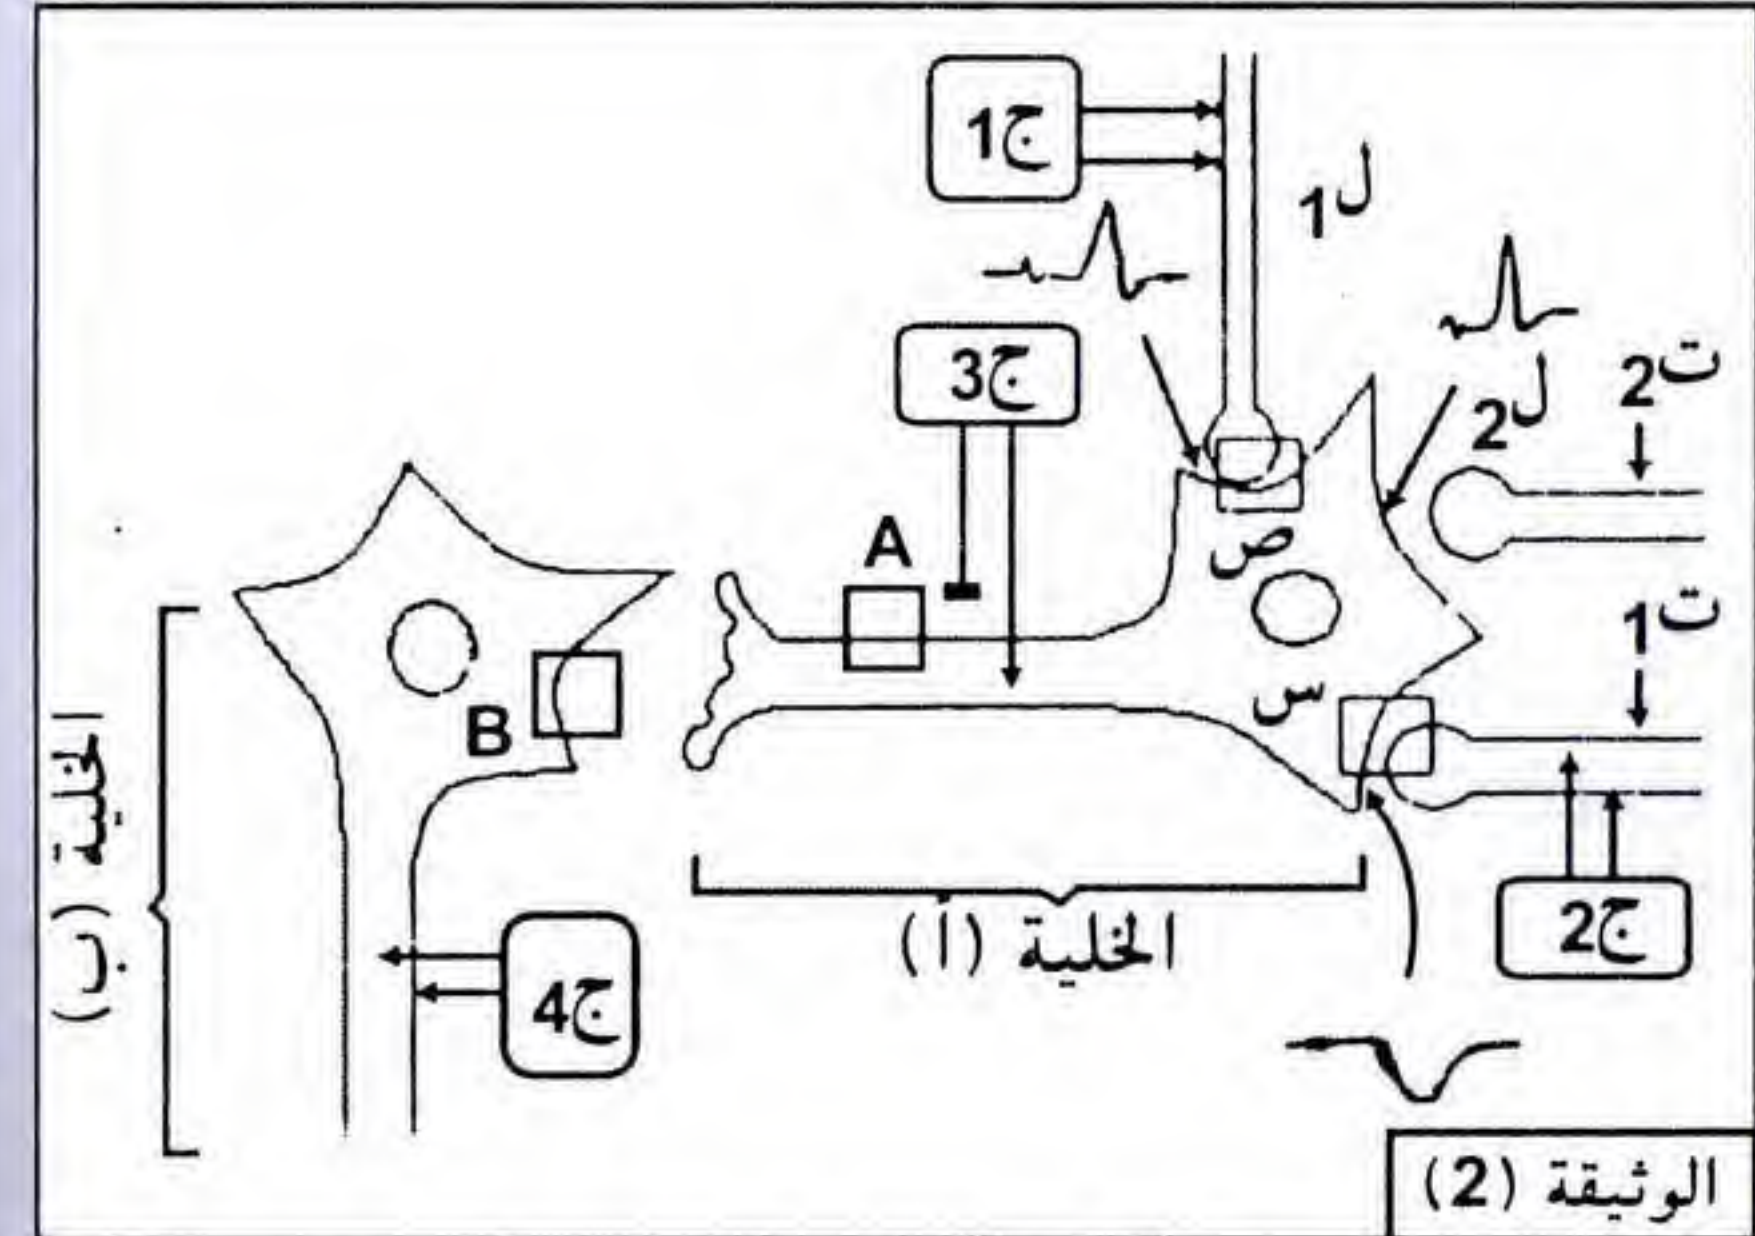 ج1
ل1
ج3
ل2
ت2
A
ص
ت1
س
B
الخلية (ب)
الخلية (أ)
ج2
ج4
الوثيقة (2)